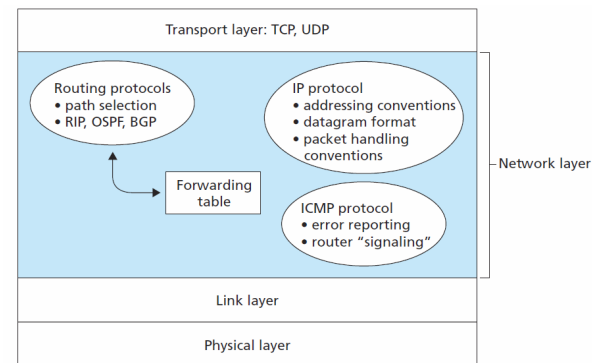 Transport layer: TCP, UDP
Routing protocols
• path selection
• RIP, OSPF, BGP
IP protocol
• addressing conventions
• datagram format
• packet handling
conventions
Network layer
Forwarding
table
ICMP protocol
• error reporting
• router “signaling”
Link layer
Physical layer